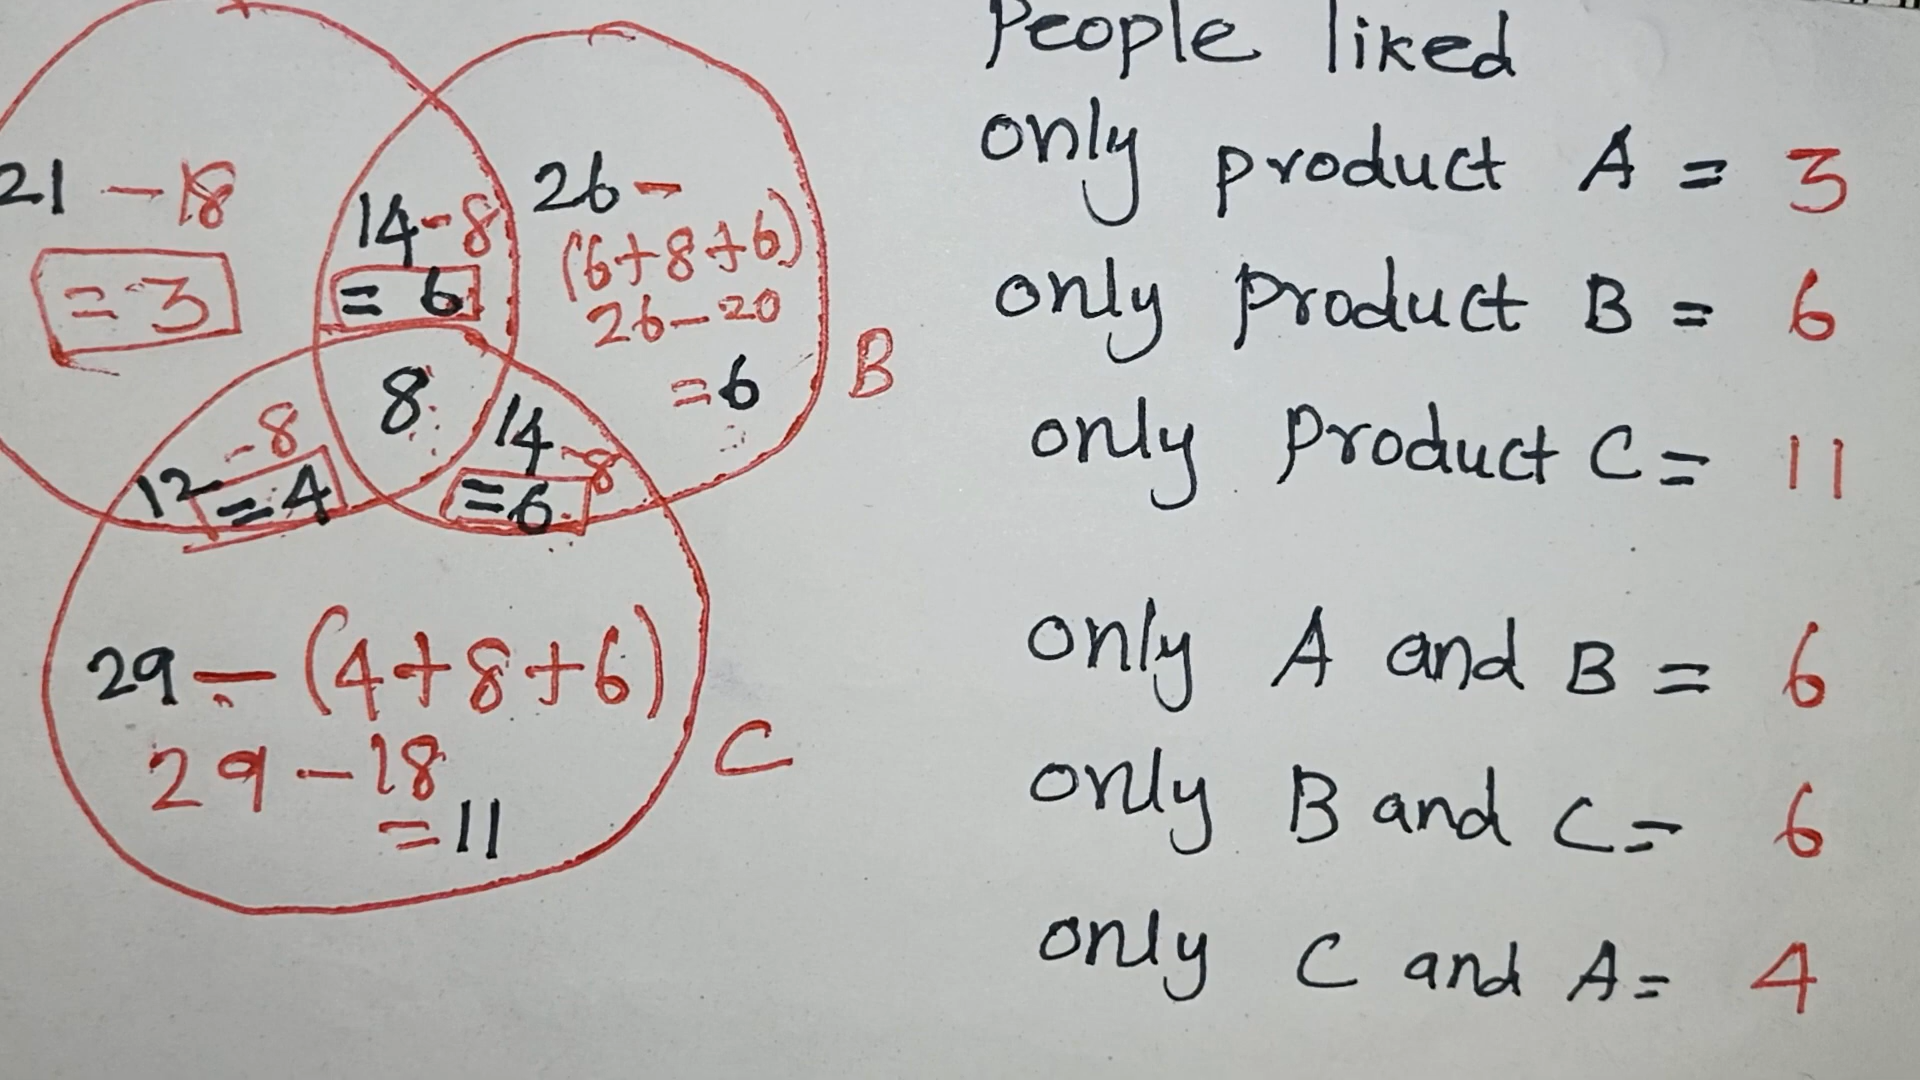 21 - 18
= 3
14 - 8
= 6
26 -
(6+8+6)
26 - 20
= 6
B
8
12 - 8
= 4
14 - 8
= 6
29 - (4+8+6)
29 - 18
= 11
C
People liked
only product A = 3
only product B = 6
only product C = 11
only A and B = 6
only B and C = 6
only C and A = 4